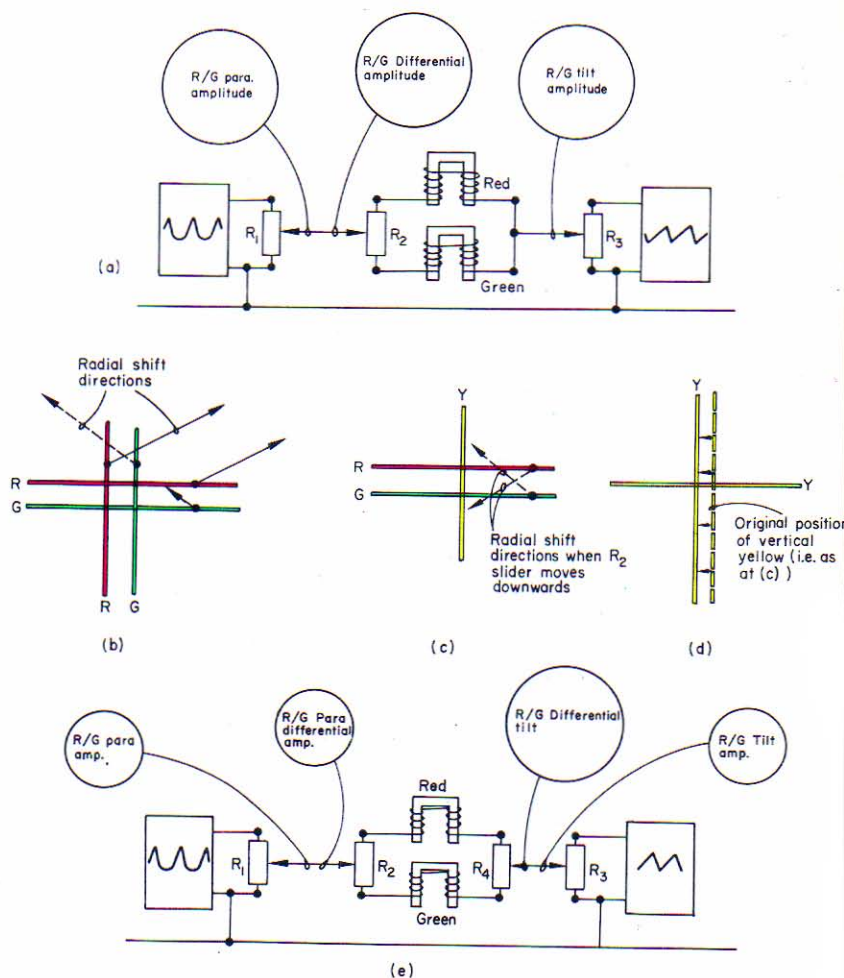 R/G para.
amplitude
R/G Differential
amplitude
R/G tilt
amplitude
Red
R1
R2
R3
Green
(a)
Radial shift
directions
R
G
R
G
(b)
Y
Radial shift
directions when R2
slider moves
downwards
(c)
Y
Y
Original position
of vertical
yellow (i.e. as
at (c) )
(d)
R/G para
amp.
R/G Para
differential
amp.
R/G Differential
tilt
R/G Tilt
amp.
Red
R1
R2
R4
R3
Green
(e)
R
G